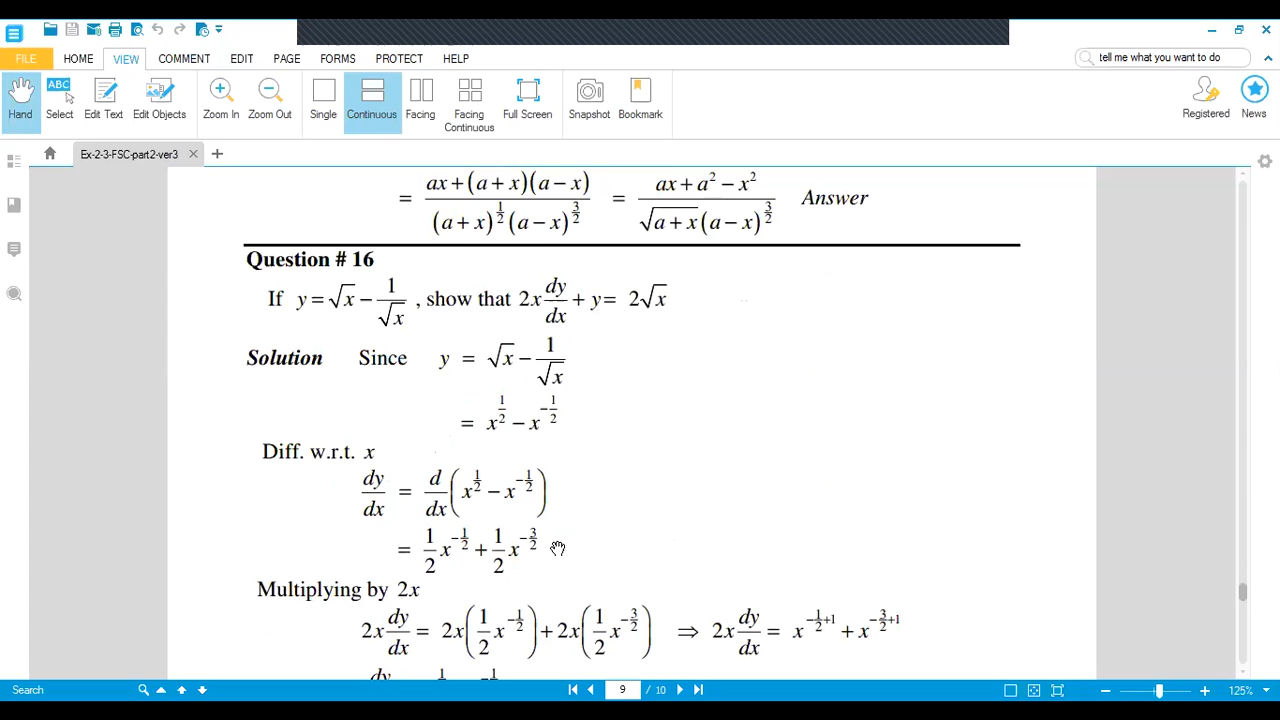 FILE HOME VIEW COMMENT EDIT PAGE FORMS PROTECT HELP tell me what you want to do
ABC
Hand Select Edit Text Edit Objects Zoom In Zoom Out Single Continuous Facing Facing Continuous Full Screen Snapshot Bookmark Registered News
Ex-2-3-FSC-part2-ver3
= (ax+(a+x)(a−x))/((a+x)^(1/2)(a−x)^(3/2)) = (ax+a²−x²)/(√(a+x)(a−x)^(3/2)) Answer
Question # 16
If y=√x − 1/√x , show that 2x dy/dx + y= 2√x
Solution Since y = √x − 1/√x
= x^(1/2) − x^(−1/2)
Diff. w.r.t. x
dy/dx = d/dx (x^(1/2) − x^(−1/2))
= 1/2 x^(−1/2) + 1/2 x^(−3/2)
Multiplying by 2x
2x dy/dx = 2x(1/2 x^(−1/2)) + 2x(1/2 x^(−3/2)) ⇒ 2x dy/dx = x^(−1/2+1) + x^(−3/2+1)
Search 9 / 10 125%